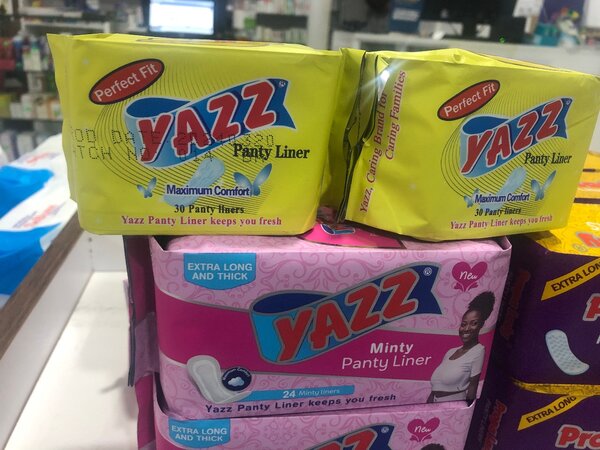 Perfect Fit
YAZZ®
Panty Liner
Maximum Comfort
30 Panty liners
Yazz Panty Liner keeps you fresh
Yazz, Caring Brand for
Caring Families
Perfect Fit
YAZZ
Panty Liner
Maximum Comfort
30 Panty liners
Yazz Panty Liner keeps you fresh
EXTRA LONG
AND THICK
YAZZ®
New
Minty
Panty Liner
24 Minty liners
Yazz Panty Liner keeps you fresh
EXTRA LONG
AND THICK
YAZZ®
New
EXTRA LONG
EXTRA LONG
Pro